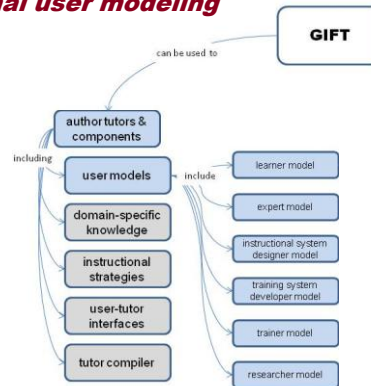 user modeling
GIFT
can be used to
author tutors &
components
including
user models
include
learner model
domain-specific
knowledge
expert model
instructional
strategies
instructional system
designer model
user-tutor
interfaces
training system
developer model
tutor compiler
trainer model
researcher model